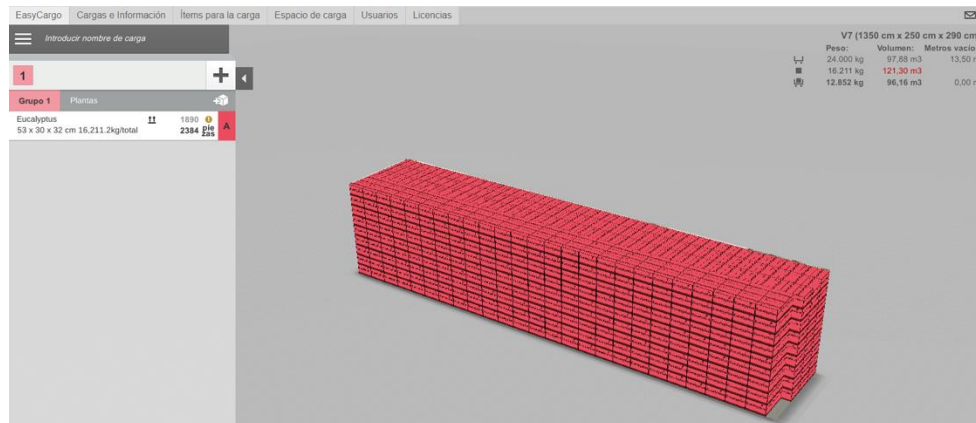 EasyCargo Cargas e Información Ítems para la carga Espacio de carga Usuarios Licencias
Introducir nombre de carga
V7 (1350 cm x 250 cm x 290 cm
Peso: Volumen: Metros vacío
24.000 kg 97,88 m3 13,50
16.211 kg 121,30 m3
12.852 kg 96,16 m3 0,00
1
Grupo 1 Plantas
Eucalyptus 1890
53 x 30 x 32 cm 16,211.2kg/total 2384 pie
zas A